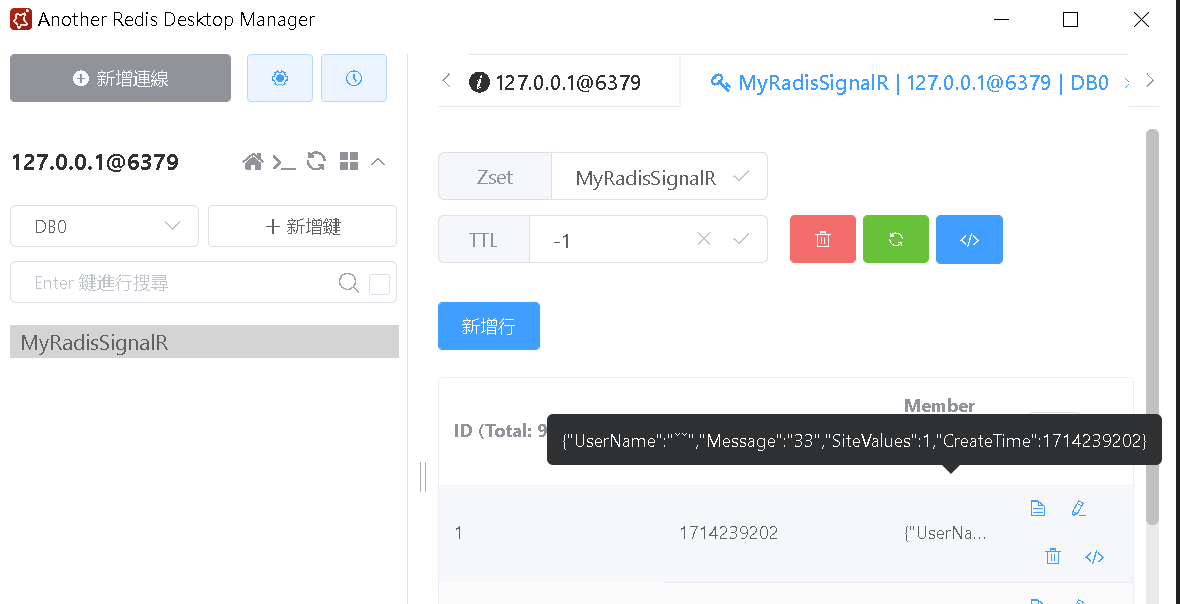 Another Redis Desktop Manager
新增連線
127.0.0.1@6379
DB0
新增鍵
Enter 鍵進行搜尋
MyRadisSignalR
127.0.0.1@6379
MyRadisSignalR | 127.0.0.1@6379 | DB0
Zset
MyRadisSignalR
TTL
-1
新增行
Member
ID (Total: 9
{"UserName":"ˇˇ","Message":"33","SiteValues":1,"CreateTime":1714239202}
1
1714239202
{"UserNa...